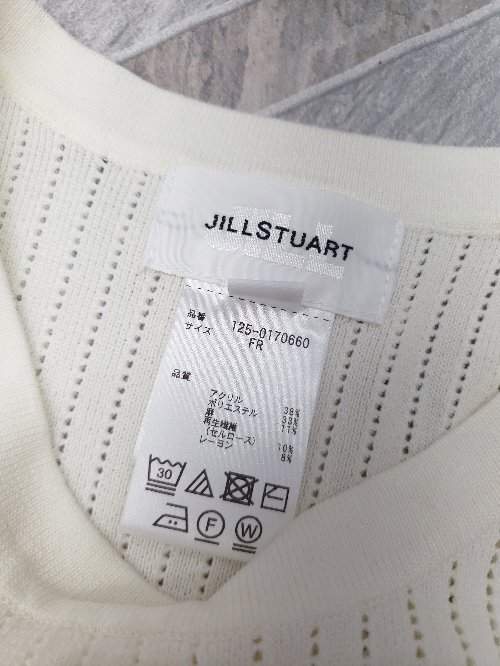 JILLSTUART
品番 125-0170660
サイズ FR
品質
アクリル 38%
ポリエステル 33%
麻 11%
再生繊維
(セルロース) 10%
レーヨン 8%
30
F
W